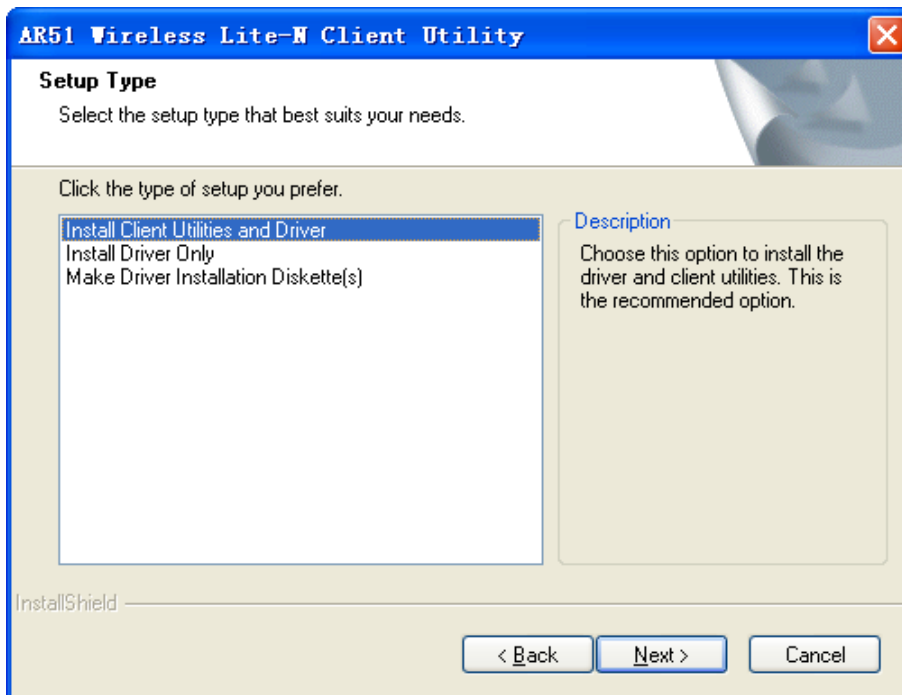 AR51 Wireless Lite-N Client Utility
Setup Type
Select the setup type that best suits your needs.
Click the type of setup you prefer.
Install Client Utilities and Driver
Install Driver Only
Make Driver Installation Diskette(s)
Description
Choose this option to install the
driver and client utilities. This is
the recommended option.
InstallShield
< Back
Next >
Cancel